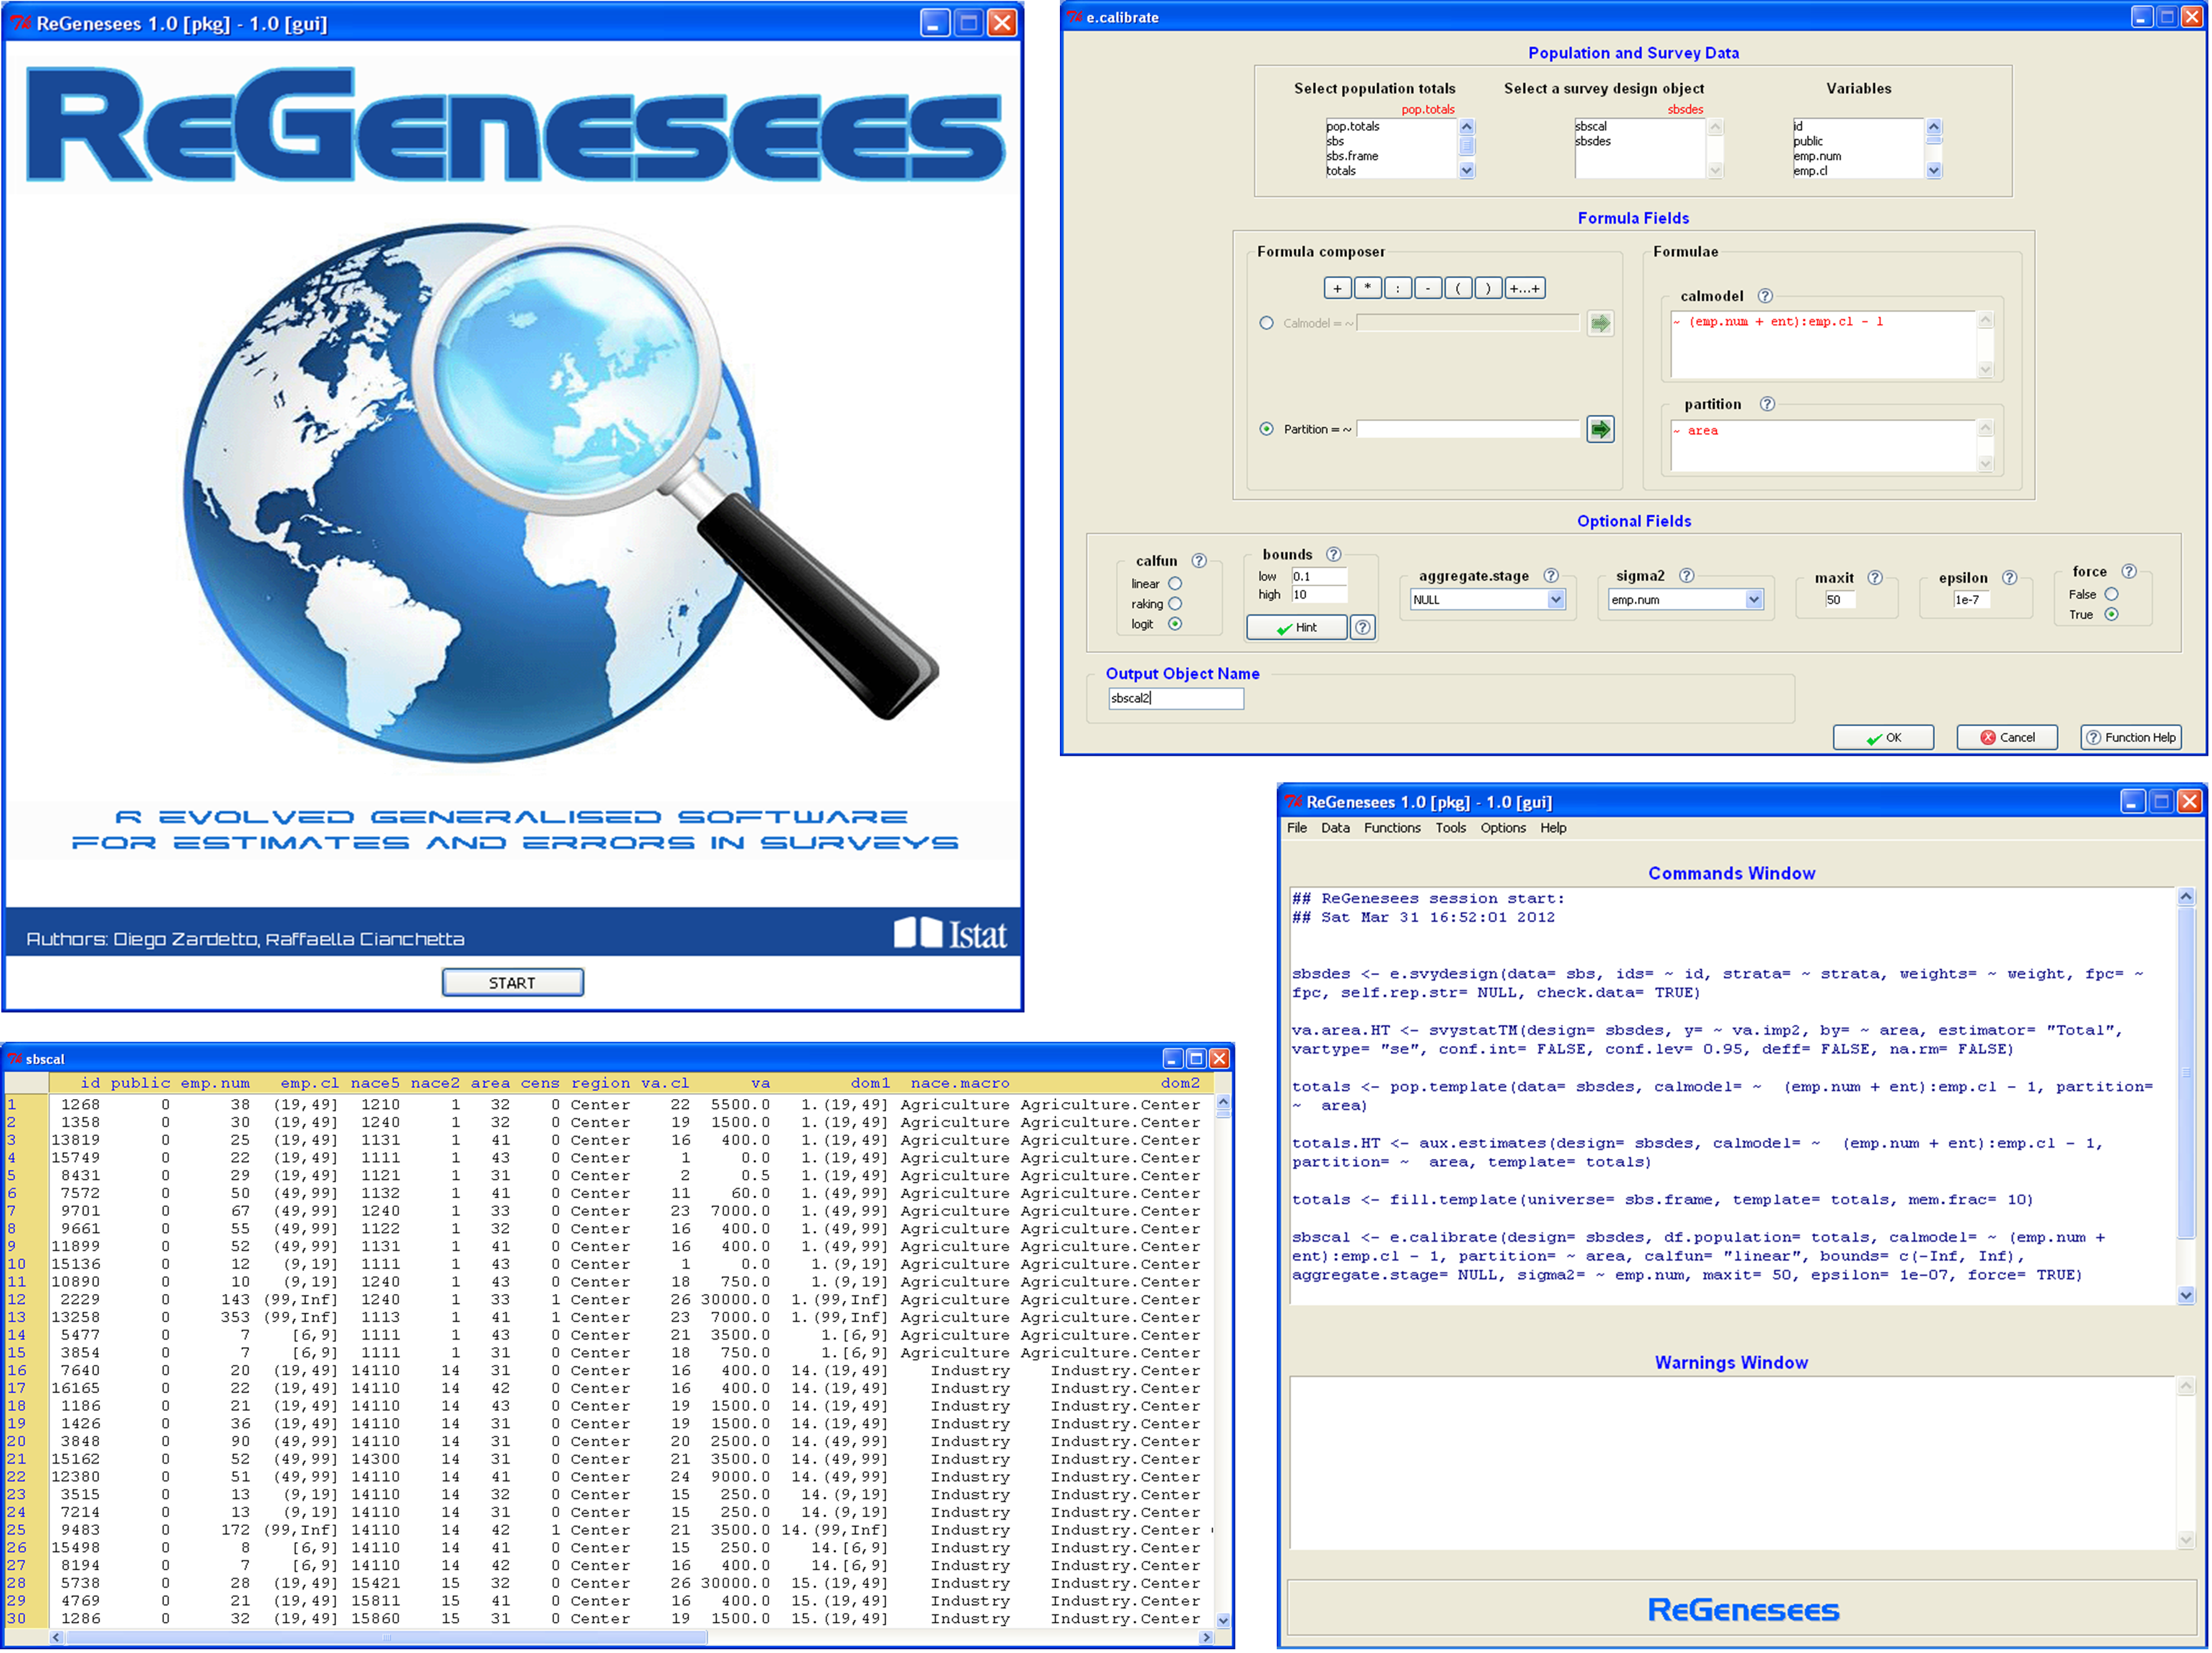 ReGenesees 1.0 [pkg] - 1.0 [gui]
ReGenesees
R EVOLVED GENERALISED SOFTWARE
FOR ESTIMATES AND ERRORS IN SURVEYS
Authors: Diego Zardetto, Raffaella Cianchetta
Istat
START
e.calibrate
Population and Survey Data
Select population totals Select a survey design object Variables
pop.totals sbsdes
pop.totals sbscal id
sbs sbsdes public
sbs.frame emp.num
totals emp.cl
Formula Fields
Formula composer Formulae
+ * : - ( ) +...+
calmodel ?
Calmodel = ~ ~ (emp.num + ent):emp.cl - 1
partition ?
Partition = ~ ~ area
Optional Fields
calfun ? bounds ? aggregate.stage ? sigma2 ? maxit ? epsilon ? force ?
linear low 0.1 NULL emp.num 50 1e-7 False
raking high 10 True
logit Hint ?
Output Object Name
sbscal2
OK Cancel ? Function Help
sbscal
id public emp.num emp.cl nace5 nace2 area cens region va.cl va dom1 nace.macro dom2
1 1268 0 38 (19,49] 1210 1 32 0 Center 22 5500.0 1.(19,49] Agriculture Agriculture.Center
2 1358 0 30 (19,49] 1240 1 32 0 Center 19 1500.0 1.(19,49] Agriculture Agriculture.Center
3 13819 0 25 (19,49] 1131 1 41 0 Center 16 400.0 1.(19,49] Agriculture Agriculture.Center
4 15749 0 22 (19,49] 1111 1 43 0 Center 1 0.0 1.(19,49] Agriculture Agriculture.Center
5 8431 0 29 (19,49] 1121 1 31 0 Center 2 0.5 1.(19,49] Agriculture Agriculture.Center
6 7572 0 50 (49,99] 1132 1 41 0 Center 11 60.0 1.(49,99] Agriculture Agriculture.Center
7 9701 0 67 (49,99] 1240 1 33 0 Center 23 7000.0 1.(49,99] Agriculture Agriculture.Center
8 9661 0 55 (49,99] 1122 1 32 0 Center 16 400.0 1.(49,99] Agriculture Agriculture.Center
9 11899 0 52 (49,99] 1131 1 41 0 Center 16 400.0 1.(49,99] Agriculture Agriculture.Center
10 15136 0 12 (9,19] 1111 1 43 0 Center 1 0.0 1.(9,19] Agriculture Agriculture.Center
11 10890 0 10 (9,19] 1240 1 43 0 Center 18 750.0 1.(9,19] Agriculture Agriculture.Center
12 2229 0 143 (99,Inf] 1240 1 33 1 Center 26 30000.0 1.(99,Inf] Agriculture Agriculture.Center
13 13258 0 353 (99,Inf] 1113 1 41 1 Center 23 7000.0 1.(99,Inf] Agriculture Agriculture.Center
14 5477 0 7 [6,9] 1111 1 43 0 Center 21 3500.0 1.[6,9] Agriculture Agriculture.Center
15 3854 0 7 [6,9] 1111 1 31 0 Center 18 750.0 1.[6,9] Agriculture Agriculture.Center
16 7640 0 20 (19,49] 14110 14 31 0 Center 16 400.0 14.(19,49] Industry Industry.Center
17 16165 0 22 (19,49] 14110 14 42 0 Center 16 400.0 14.(19,49] Industry Industry.Center
18 1186 0 21 (19,49] 14110 14 43 0 Center 19 1500.0 14.(19,49] Industry Industry.Center
19 1426 0 36 (19,49] 14110 14 31 0 Center 19 1500.0 14.(19,49] Industry Industry.Center
20 3848 0 90 (49,99] 14110 14 31 0 Center 20 2500.0 14.(49,99] Industry Industry.Center
21 15162 0 52 (49,99] 14300 14 31 0 Center 21 3500.0 14.(49,99] Industry Industry.Center
22 12380 0 51 (49,99] 14110 14 41 0 Center 24 9000.0 14.(49,99] Industry Industry.Center
23 3515 0 13 (9,19] 14110 14 32 0 Center 15 250.0 14.(9,19] Industry Industry.Center
24 7214 0 13 (9,19] 14110 14 31 0 Center 15 250.0 14.(9,19] Industry Industry.Center
25 9483 0 172 (99,Inf] 14110 14 42 1 Center 21 3500.0 14.(99,Inf] Industry Industry.Center
26 15498 0 8 [6,9] 14110 14 41 0 Center 15 250.0 14.[6,9] Industry Industry.Center
27 8194 0 7 [6,9] 14110 14 42 0 Center 16 400.0 14.[6,9] Industry Industry.Center
28 5738 0 28 (19,49] 15421 15 32 0 Center 26 30000.0 15.(19,49] Industry Industry.Center
29 4769 0 21 (19,49] 15811 15 41 0 Center 16 400.0 15.(19,49] Industry Industry.Center
30 1286 0 32 (19,49] 15860 15 31 0 Center 19 1500.0 15.(19,49] Industry Industry.Center
ReGenesees 1.0 [pkg] - 1.0 [gui]
File Data Functions Tools Options Help
Commands Window
## ReGenesees session start:
## Sat Mar 31 16:52:01 2012
sbsdes <- e.svydesign(data= sbs, ids= ~ id, strata= ~ strata, weights= ~ weight, fpc= ~
fpc, self.rep.str= NULL, check.data= TRUE)
va.area.HT <- svystatTM(design= sbsdes, y= ~ va.imp2, by= ~ area, estimator= "Total",
vartype= "se", conf.int= FALSE, conf.lev= 0.95, deff= FALSE, na.rm= FALSE)
totals <- pop.template(data= sbsdes, calmodel= ~ (emp.num + ent):emp.cl - 1, partition=
~ area)
totals.HT <- aux.estimates(design= sbsdes, calmodel= ~ (emp.num + ent):emp.cl - 1,
partition= ~ area, template= totals)
totals <- fill.template(universe= sbs.frame, template= totals, mem.frac= 10)
sbscal <- e.calibrate(design= sbsdes, df.population= totals, calmodel= ~ (emp.num +
ent):emp.cl - 1, partition= ~ area, calfun= "linear", bounds= c(-Inf, Inf),
aggregate.stage= NULL, sigma2= ~ emp.num, maxit= 50, epsilon= 1e-07, force= TRUE)
Warnings Window
ReGenesees